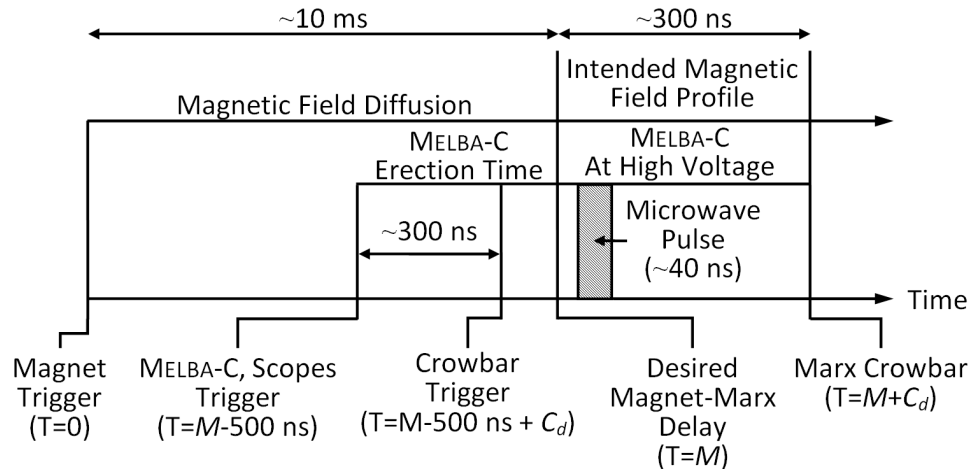 ~10 ms
~300 ns
Intended Magnetic
Field Profile
Magnetic Field Diffusion
MELBA-C
Erection Time
MELBA-C
At High Voltage
~300 ns
Microwave
Pulse
(~40 ns)
Time
Magnet
Trigger
(T=0)
MELBA-C, Scopes
Trigger
(T=M-500 ns)
Crowbar
Trigger
(T=M-500 ns + Cd)
Desired
Magnet-Marx
Delay
(T=M)
Marx Crowbar
(T=M+Cd)